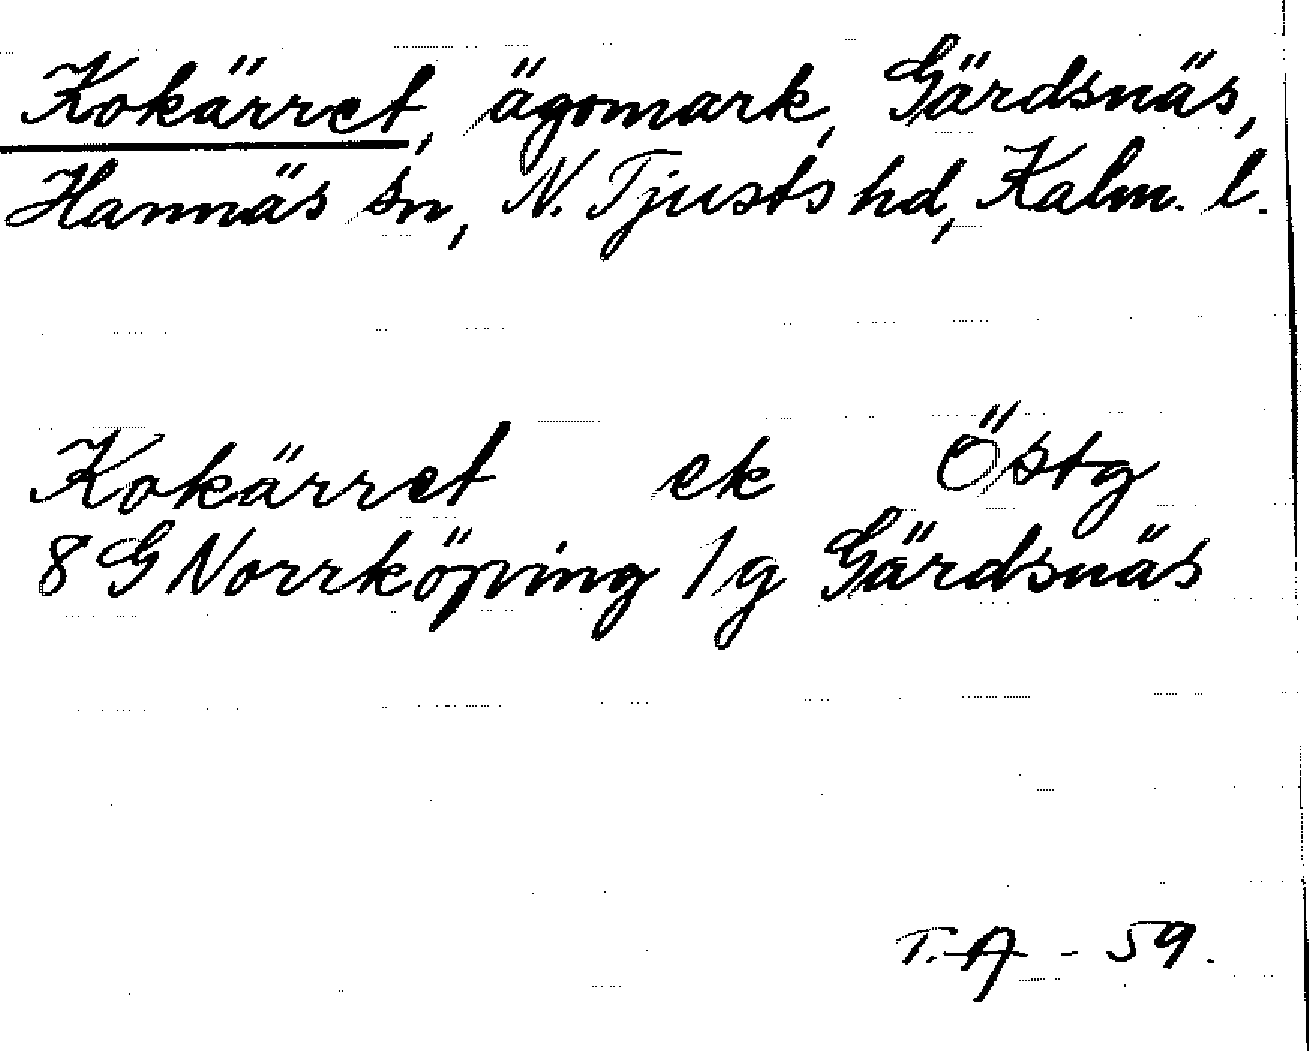 Kokärret, ägomark, Gärdsnäs,
Hannäs sn, N. Tjusts hd, Kalm. l.
Kokärret ek Östg
8 G Norrköping 1 g Gärdsnäs
T.A - 59.